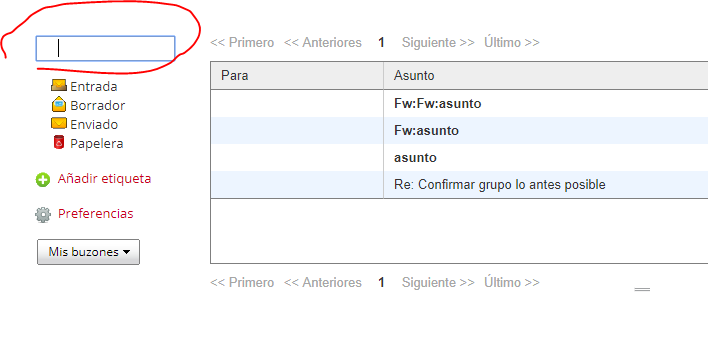 << Primero << Anteriores 1 Siguiente >> Último >>
Entrada
Borrador
Enviado
Papelera
Añadir etiqueta
Preferencias
Mis buzones
Para Asunto
Fw:Fw:asunto
Fw:asunto
asunto
Re: Confirmar grupo lo antes posible
<< Primero << Anteriores 1 Siguiente >> Último >>